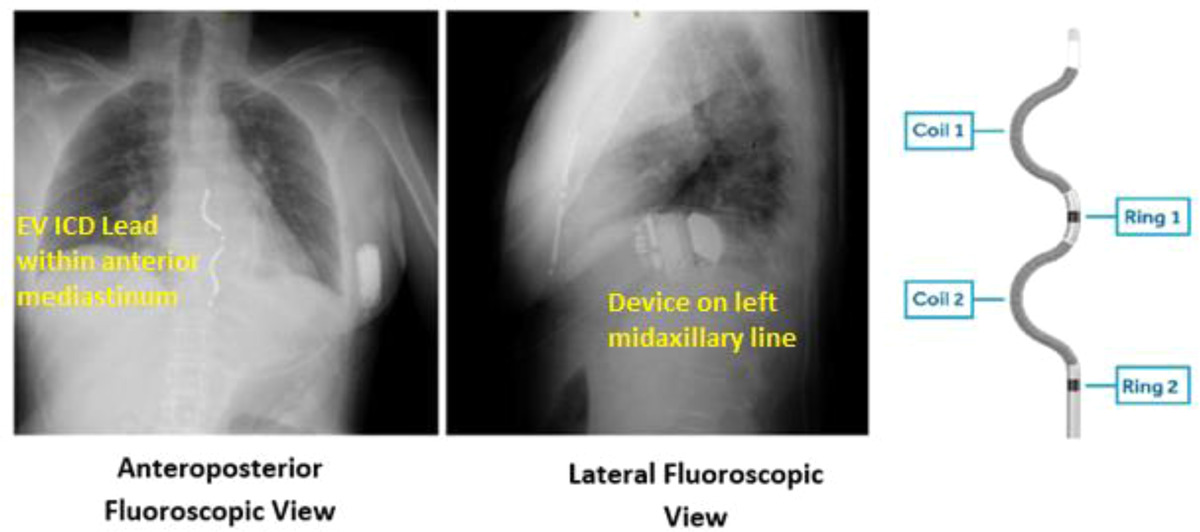 EV ICD Lead
within anterior
mediastinum
Device on left
midaxillary line
Coil 1
Ring 1
Coil 2
Ring 2
Anteroposterior
Fluoroscopic View
Lateral Fluoroscopic
View